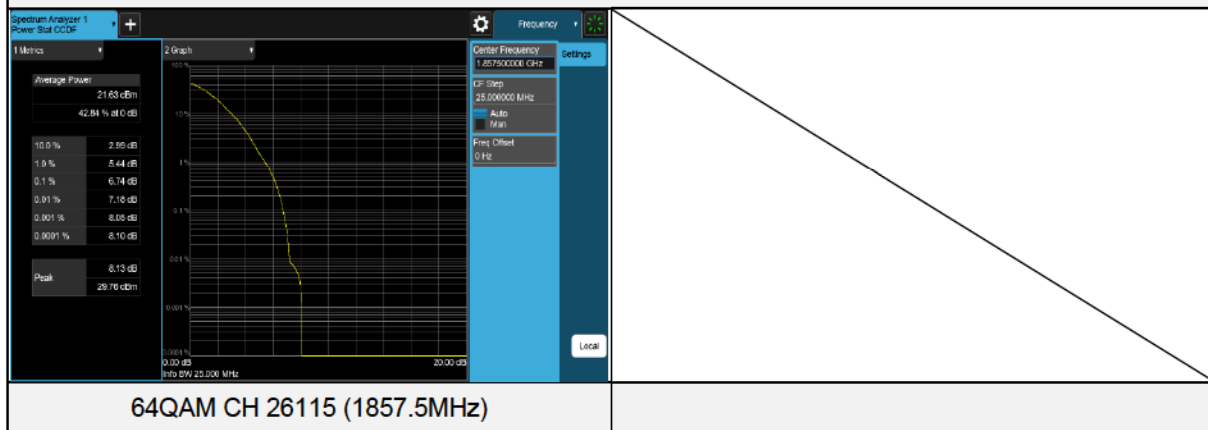 Spectrum Analyzer 1
Power Stat CCDF
+
Frequency
1 Metrics
2 Graph
Center Frequency
1.857500000 GHz
Settings
Average Power
21.63 dBm
42.84 % at 0 dB
CF Step
25.000000 MHz
Auto
Man
Freq Offset
0 Hz
10.0 % 2.99 dB
1.0 % 5.44 dB
0.1 % 6.74 dB
0.01 % 7.18 dB
0.001 % 8.05 dB
0.0001 % 8.10 dB
Peak 8.13 dB
29.76 dBm
100 %
10 %
1 %
0.1 %
0.01 %
0.001 %
0.0001 %
0.00 dB
20.00 dB
Info BW 25.000 MHz
Local
64QAM CH 26115 (1857.5MHz)